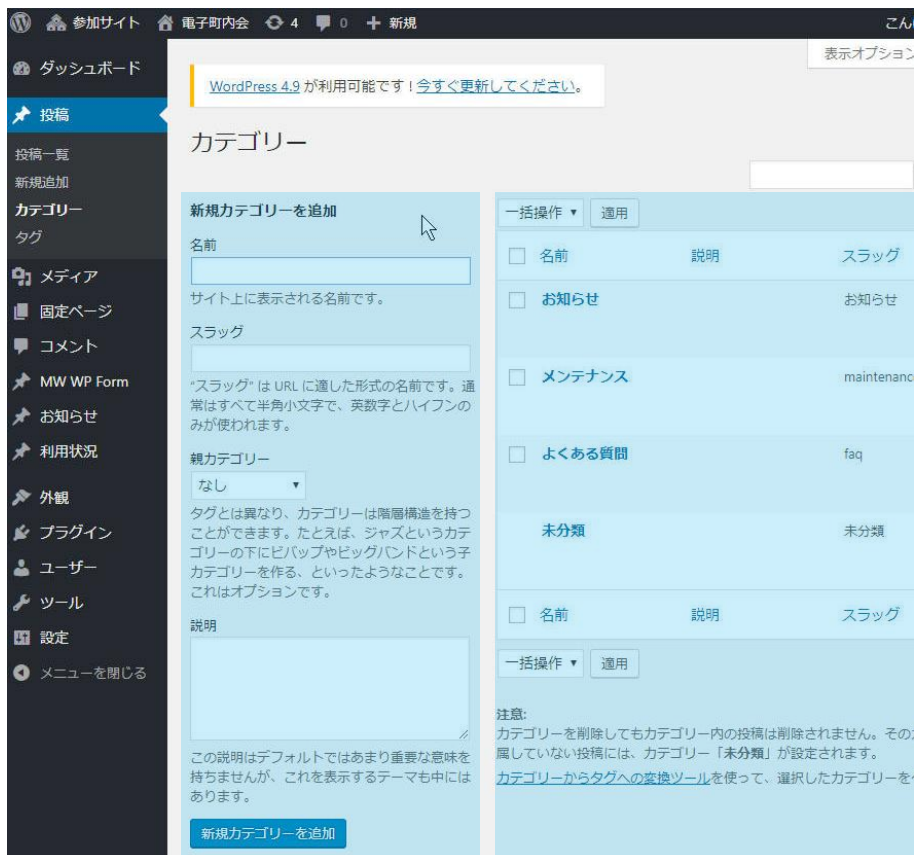 参加サイト 電子町内会 4 0 新規 こん
表示オプション
ダッシュボード
投稿
投稿一覧
新規追加
カテゴリー
タグ
メディア
固定ページ
コメント
MW WP Form
お知らせ
利用状況
外観
プラグイン
ユーザー
ツール
設定
メニューを閉じる
WordPress 4.9 が利用可能です ! 今すぐ更新してください。
カテゴリー
新規カテゴリーを追加
名前
サイト上に表示される名前です。
スラッグ
“スラッグ” は URL に適した形式の名前です。通
常はすべて半角小文字で、英数字とハイフンの
みが使われます。
親カテゴリー
なし
タグとは異なり、カテゴリーは階層構造を持つ
ことができます。たとえば、ジャズというカテ
ゴリーの下にビバップやビッグバンドという子
カテゴリーを作る、といったようなことです。
これはオプションです。
説明
この説明はデフォルトではあまり重要な意味を
持ちませんが、これを表示するテーマも中には
あります。
新規カテゴリーを追加
一括操作 適用
名前 説明 スラッグ
お知らせ お知らせ
メンテナンス maintenanc
よくある質問 faq
未分類 未分類
名前 説明 スラッグ
一括操作 適用
注意:
カテゴリーを削除してもカテゴリー内の投稿は削除されません。その
属していない投稿には、カテゴリー「未分類」が設定されます。
カテゴリーからタグへの変換ツールを使って、選択したカテゴリーを